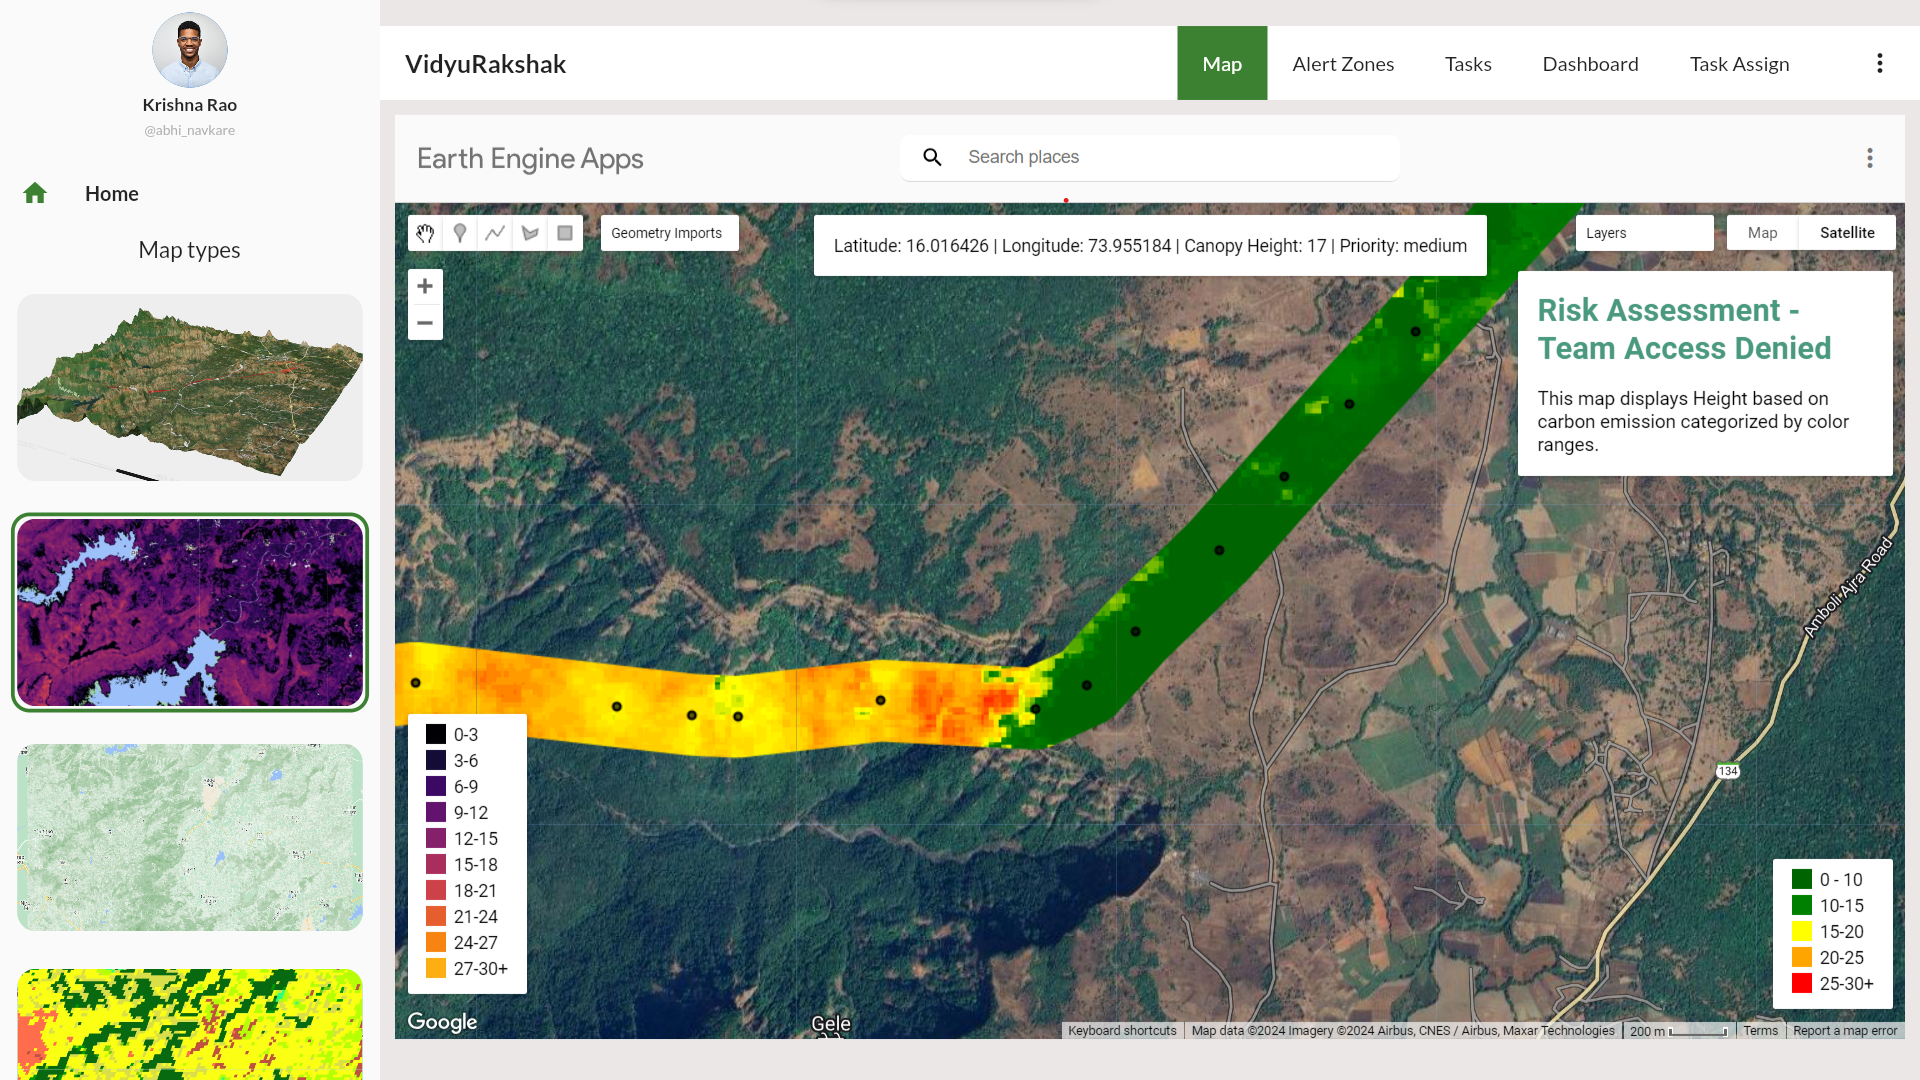 Krishna Rao
@abhi_navkare
Home
Map types
VidyuRakshak
Map
Alert Zones
Tasks
Dashboard
Task Assign
Earth Engine Apps
Search places
Geometry Imports
Latitude: 16.016426 | Longitude: 73.955184 | Canopy Height: 17 | Priority: medium
Layers
Map
Satellite
+
−
Risk Assessment -
Team Access Denied
This map displays Height based on
carbon emission categorized by color
ranges.
Amboli Ajra Road
134
0-3
3-6
6-9
9-12
12-15
15-18
18-21
21-24
24-27
27-30+
0 - 10
10-15
15-20
20-25
25-30+
Google
Gele
Keyboard shortcuts
Map data ©2024 Imagery ©2024 Airbus, CNES / Airbus, Maxar Technologies
200 m
Terms
Report a map error